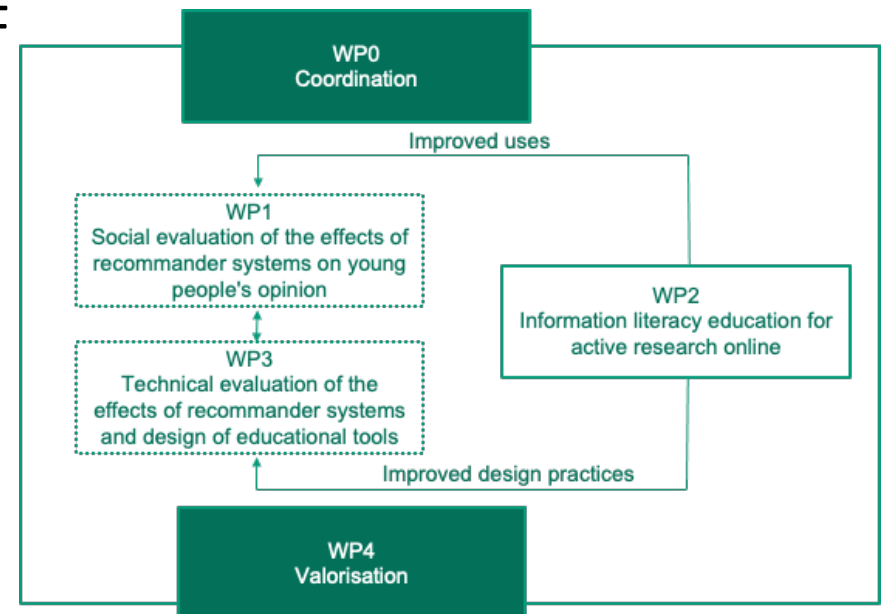 WP0
Coordination
Improved uses
WP1
Social evaluation of the effects of
recommander systems on young
people's opinion
WP2
Information literacy education for
active research online
WP3
Technical evaluation of the
effects of recommander systems
and design of educational tools
Improved design practices
WP4
Valorisation